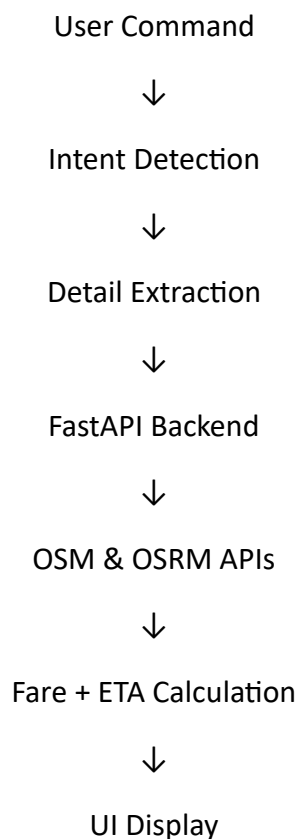 User Command
↓
Intent Detection
↓
Detail Extraction
↓
FastAPI Backend
↓
OSM & OSRM APIs
↓
Fare + ETA Calculation
↓
UI Display